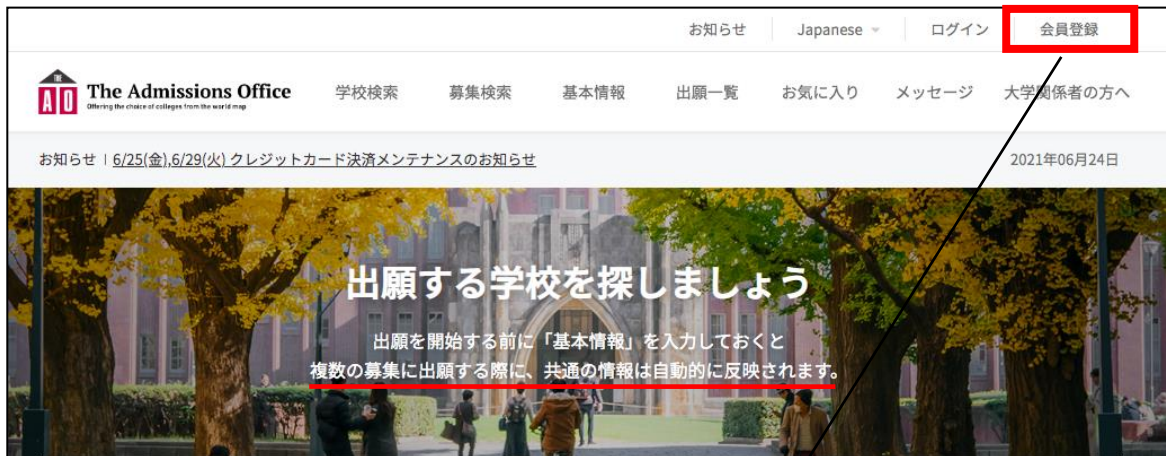 お知らせ Japanese ログイン 会員登録
THE
AO The Admissions Office 学校検索 募集検索 基本情報 出願一覧 お気に入り メッセージ 大学関係者の方へ
Offering the choice of colleges from the world map
お知らせ | 6/25(金),6/29(火) クレジットカード決済メンテナンスのお知らせ 2021年06月24日
出願する学校を探しましょう
出願を開始する前に「基本情報」を入力しておくと
複数の募集に出願する際に、共通の情報は自動的に反映されます。